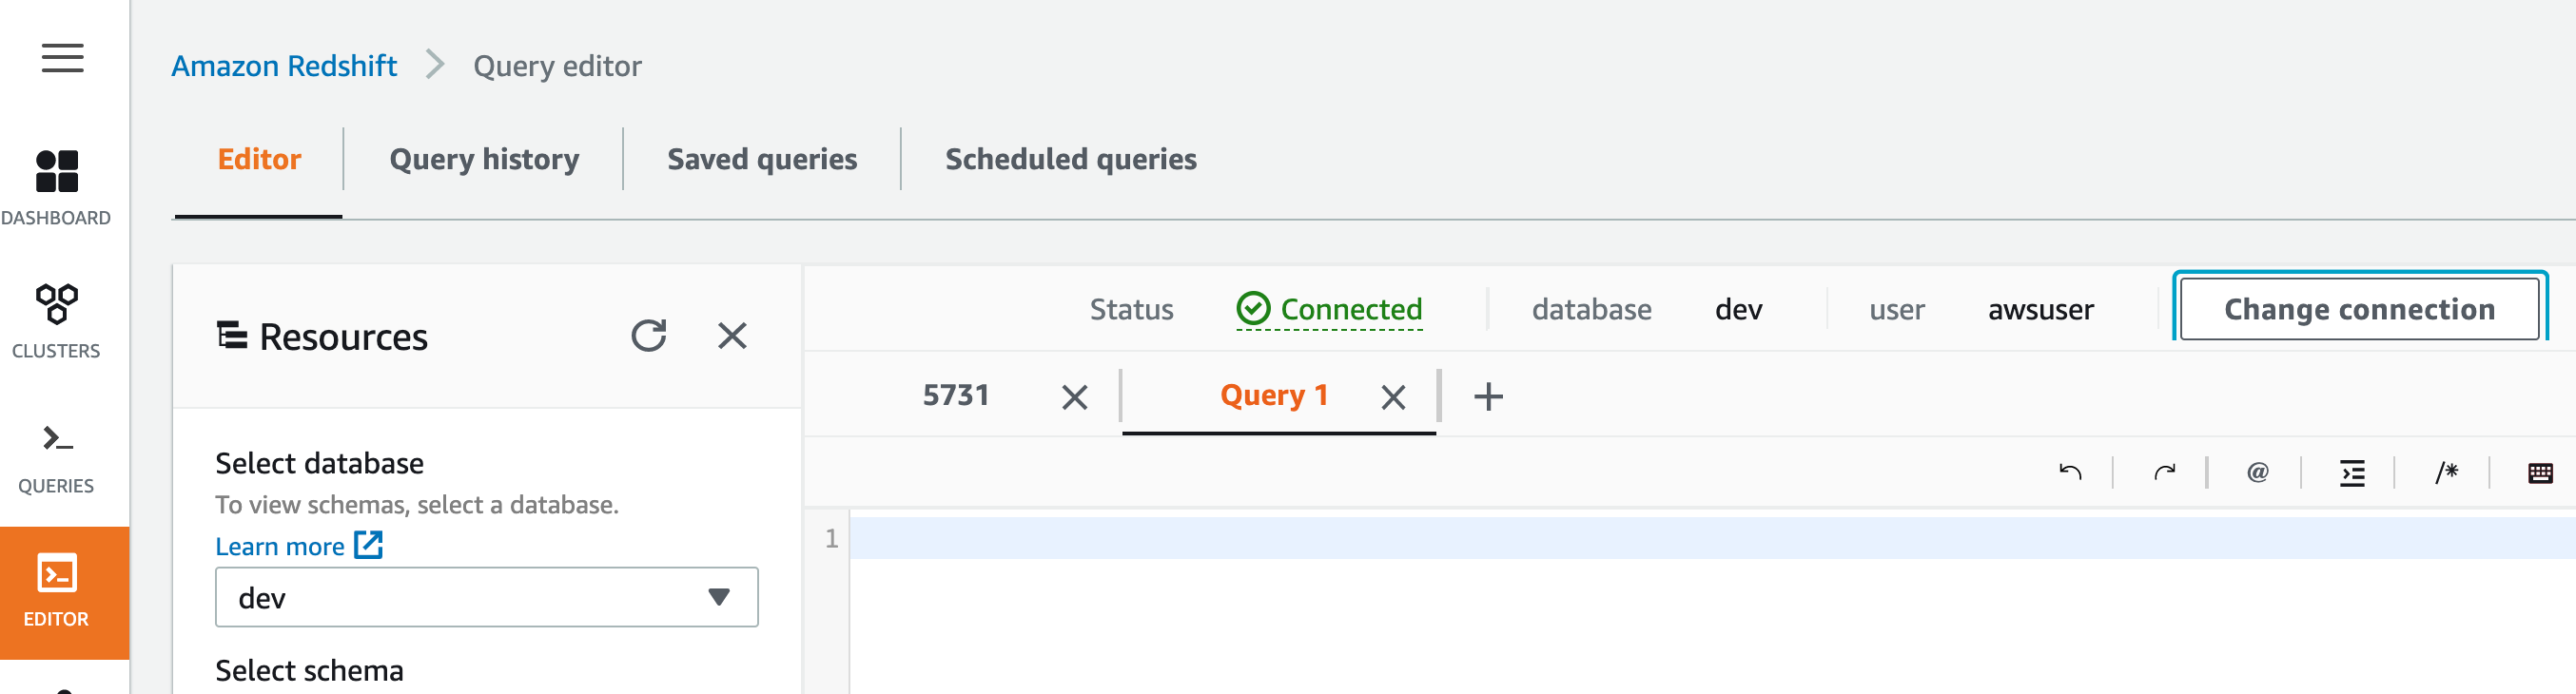 Amazon Redshift > Query editor
Editor Query history Saved queries Scheduled queries
DASHBOARD
CLUSTERS
QUERIES
EDITOR
Resources
Select database
To view schemas, select a database.
Learn more
dev
Select schema
Status Connected database dev user awsuser Change connection
5731 Query 1 +
@ /*
1